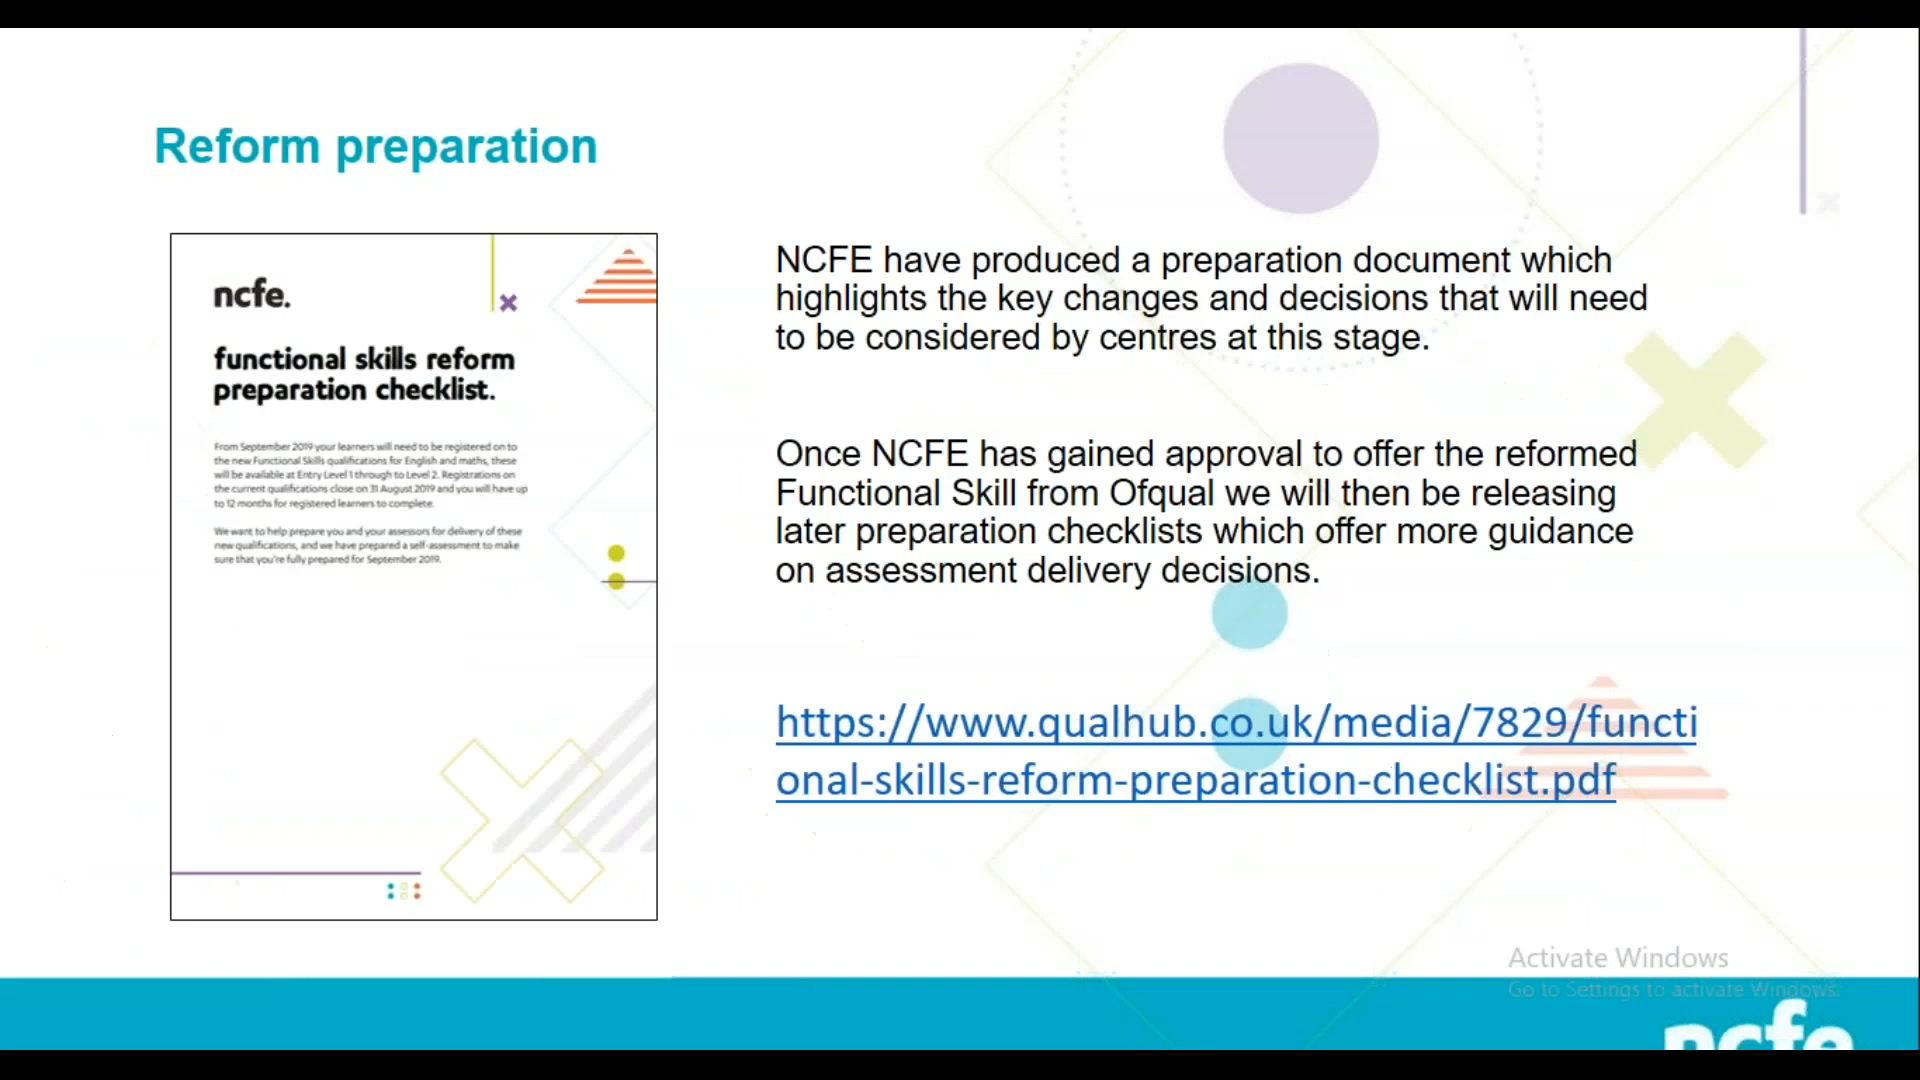 Reform preparation
ncfe.
functional skills reform
preparation checklist.
From September 2019 your learners will need to be registered on to
the new Functional Skills qualifications for English and maths, these
will be available at Entry Level 1 through to Level 2. Registrations on
the current qualifications close on 31 August 2019 and you will have up
to 12 months for registered learners to complete.
We want to help prepare you and your assessors for delivery of these
new qualifications, and we have prepared a self-assessment to make
sure that you're fully prepared for September 2019.
NCFE have produced a preparation document which
highlights the key changes and decisions that will need
to be considered by centres at this stage.
Once NCFE has gained approval to offer the reformed
Functional Skill from Ofqual we will then be releasing
later preparation checklists which offer more guidance
on assessment delivery decisions.
https://www.qualhub.co.uk/media/7829/functi
onal-skills-reform-preparation-checklist.pdf
Activate Windows
Go to Settings to activate Windows.
ncfe